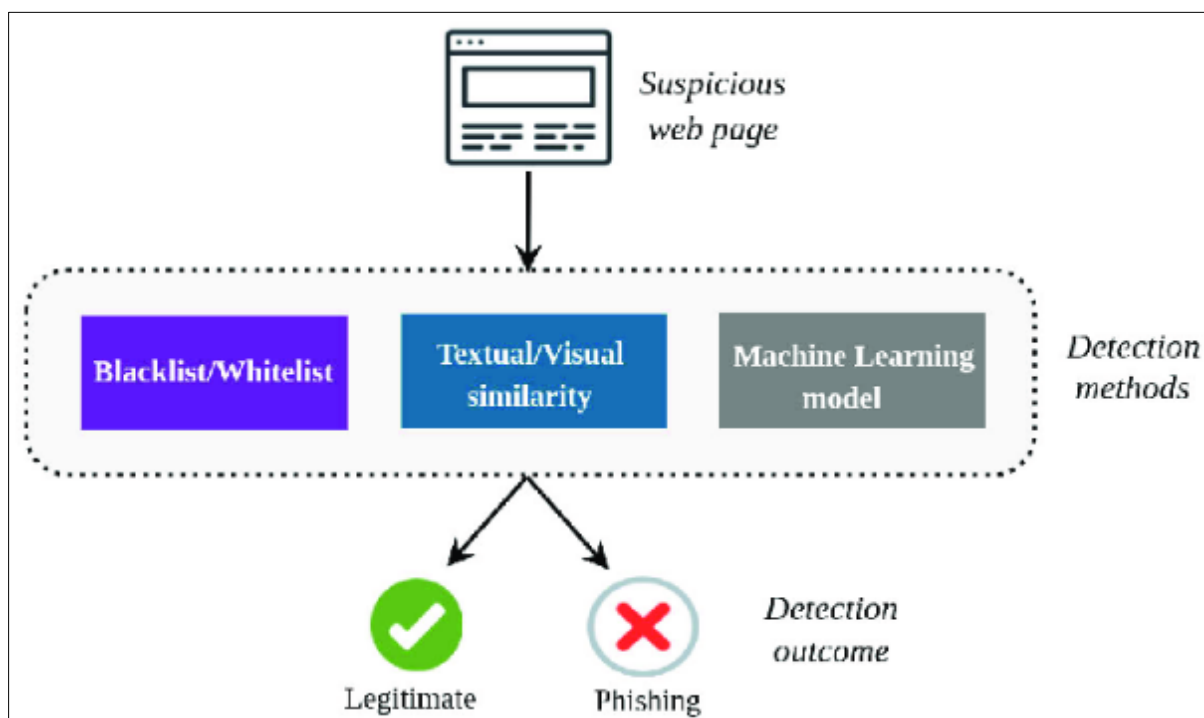 Suspicious
web page
Blacklist/Whitelist
Textual/Visual
similarity
Machine Learning
model
Detection
methods
Legitimate
Phishing
Detection
outcome